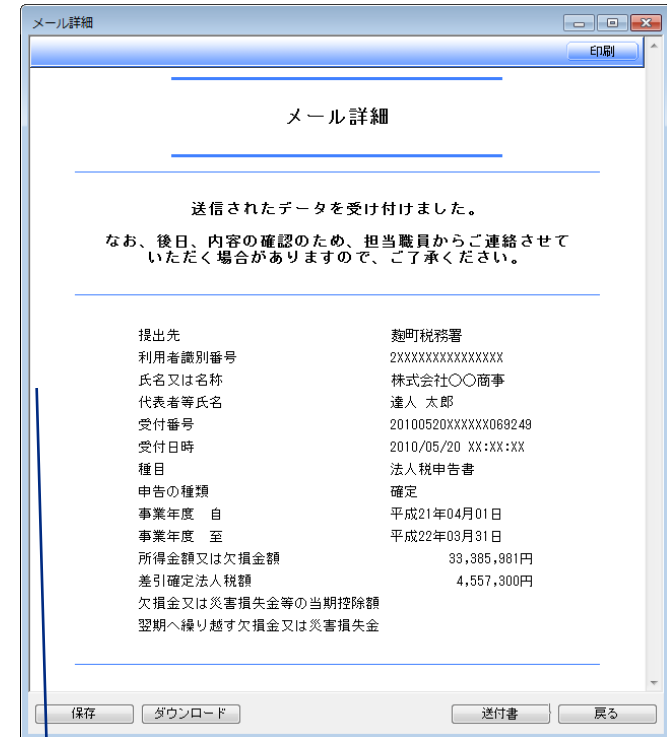 メール詳細
印刷
メール詳細
送信されたデータを受け付けました。
なお、後日、内容の確認のため、担当職員からご連絡させて
いただく場合がありますので、ご了承ください。
提出先 麹町税務署
利用者識別番号 2XXXXXXXXXXXXXXX
氏名又は名称 株式会社〇〇商事
代表者等氏名 達人 太郎
受付番号 20100520XXXXXX069249
受付日時 2010/05/20 XX:XX:XX
種目 法人税申告書
申告の種類 確定
事業年度 自 平成21年04月01日
事業年度 至 平成22年03月31日
所得金額又は欠損金額 33,385,981円
差引確定法人税額 4,557,300円
欠損金又は災害損失金等の当期控除額
翌期へ繰り越す欠損金又は災害損失金
保存 ダウンロード 送付書 戻る